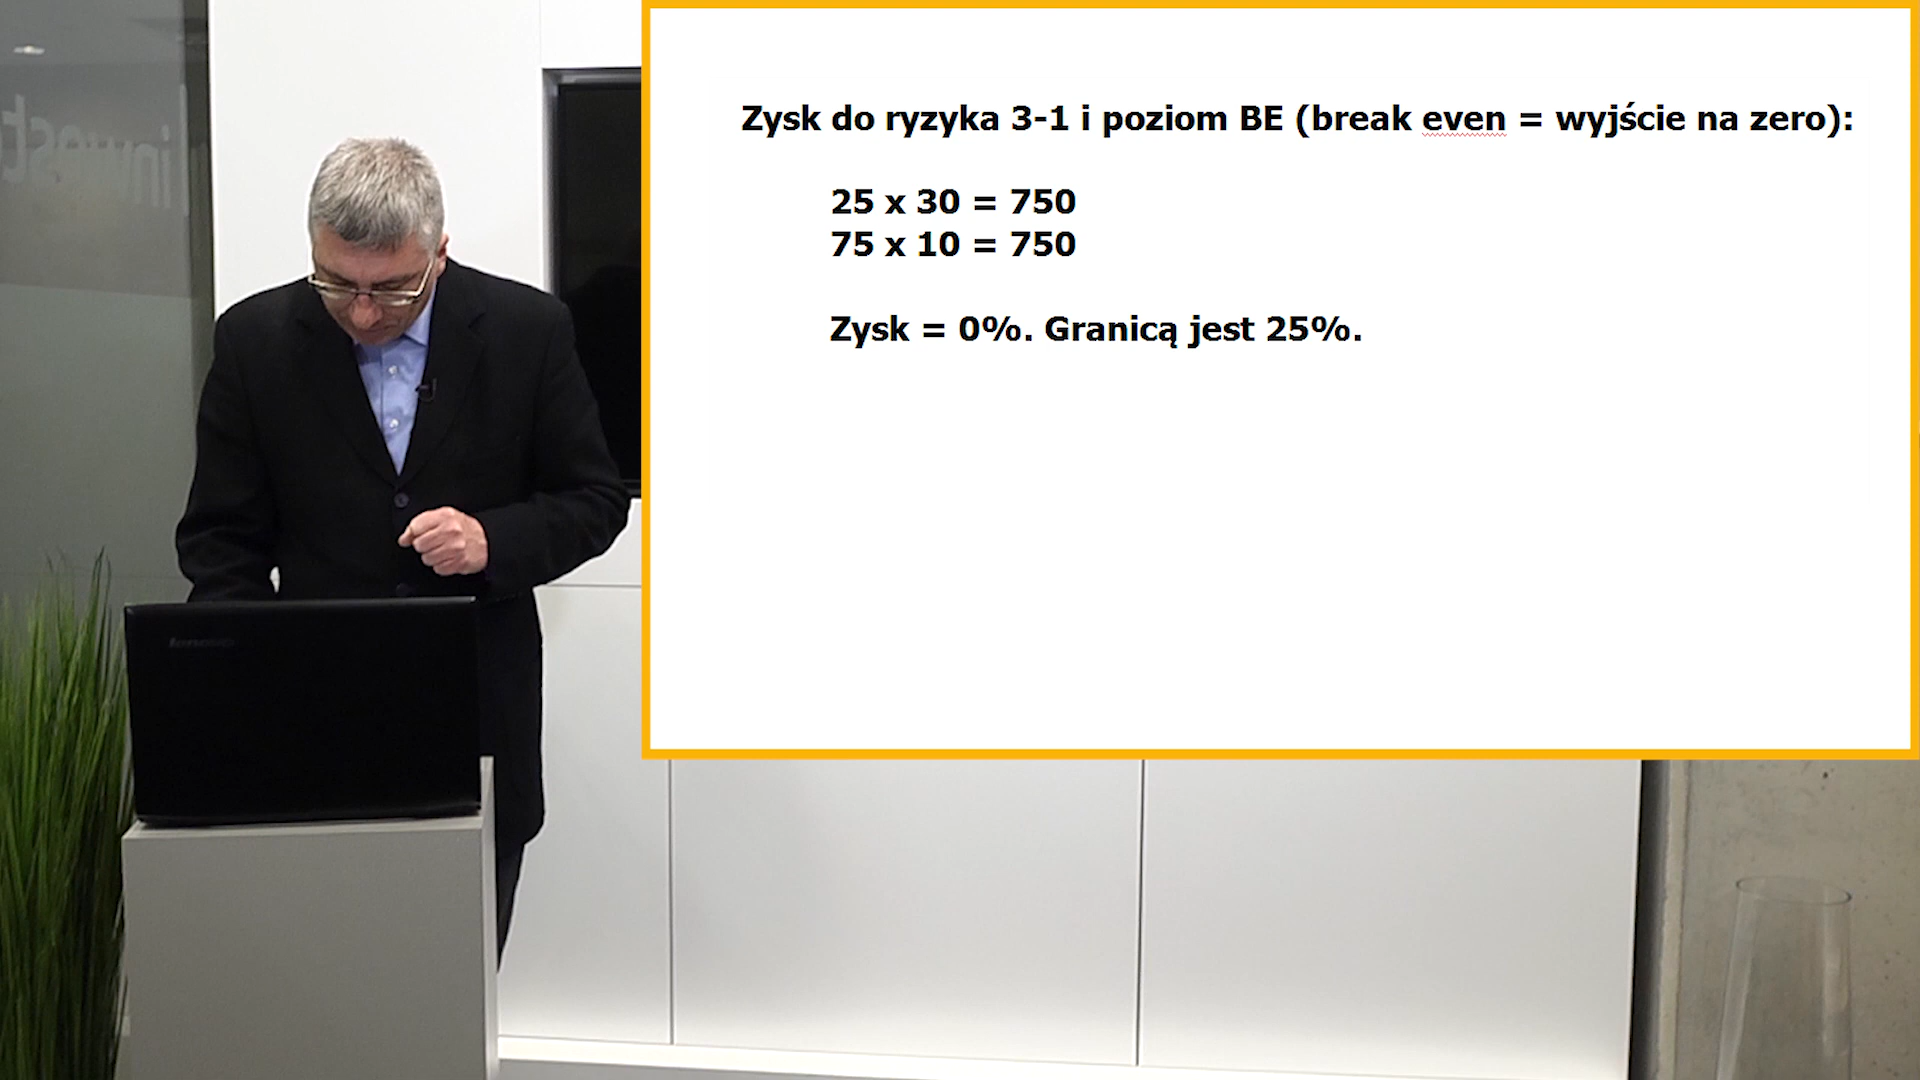 Zysk do ryzyka 3-1 i poziom BE (break even = wyjście na zero):
25 x 30 = 750
75 x 10 = 750
Zysk = 0%. Granicą jest 25%.
lenovo